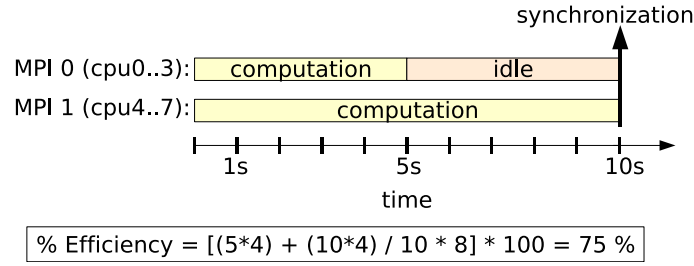 synchronization
MPI 0 (cpu0..3): computation idle
MPI 1 (cpu4..7): computation
1s 5s 10s
time
% Efficiency = [(5*4) + (10*4) / 10 * 8] * 100 = 75 %